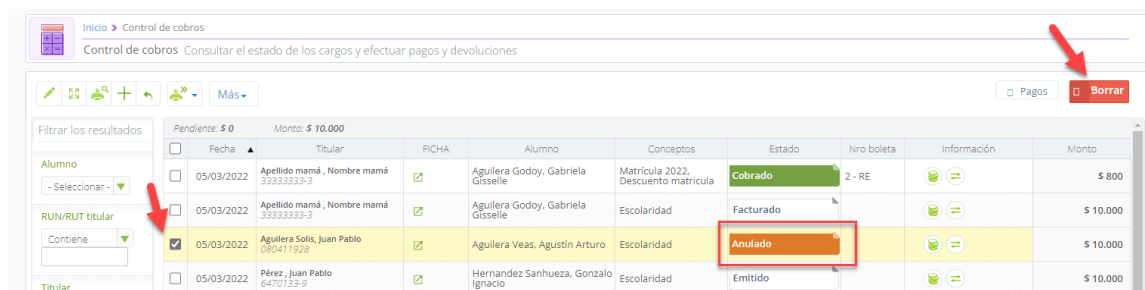 Inicio > Control de cobros
Control de cobros Consultar el estado de los cargos y efectuar pagos y devoluciones
Más
Pagos
Borrar
Filtrar los resultados
Pendiente: $ 0 Monto: $ 10.000
Fecha Titular FICHA Alumno Conceptos Estado Nro boleta Información Monto
Alumno
- Seleccionar -
RUN/RUT titular
Contiene
Titular
05/03/2022 Apellido mamá , Nombre mamá Aguilera Godoy, Gabriela Matrícula 2022, Cobrado 2 - RE $ 800
33333333-3 Gisselle Descuento matricula
05/03/2022 Apellido mamá , Nombre mamá Aguilera Godoy, Gabriela Escolaridad Facturado $ 10.000
33333333-3 Gisselle
05/03/2022 Aguilera Solis, Juan Pablo Aguilera Veas, Agustín Arturo Escolaridad Anulado $ 10.000
080411928
05/03/2022 Pérez , Juan Pablo Hernandez Sanhueza, Gonzalo Escolaridad Emitido $ 10.000
6470133-9 Ignacio